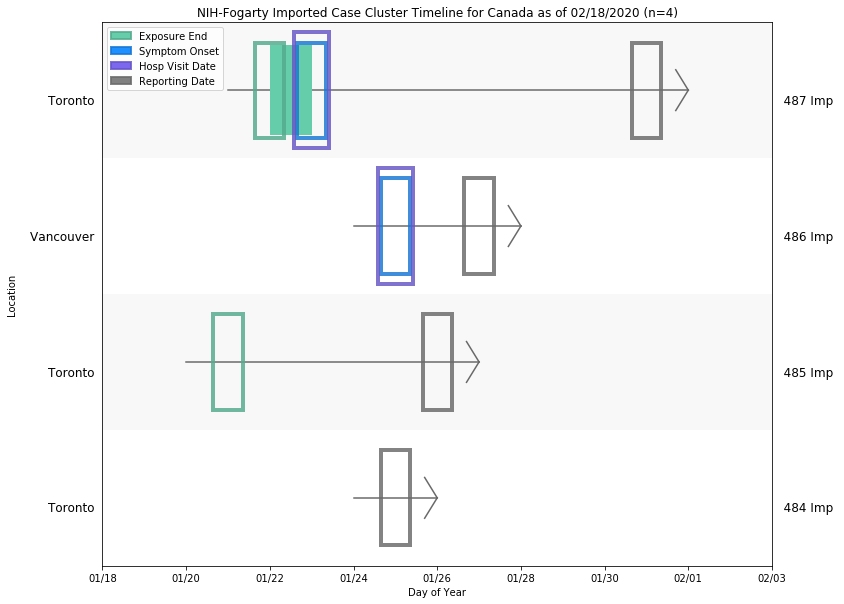 NIH-Fogarty Imported Case Cluster Timeline for Canada as of 02/18/2020 (n=4)
Exposure End
Symptom Onset
Hosp Visit Date
Reporting Date
Toronto
487 Imp
Vancouver
486 Imp
Location
Toronto
485 Imp
Toronto
484 Imp
01/18 01/20 01/22 01/24 01/26 01/28 01/30 02/01 02/03
Day of Year